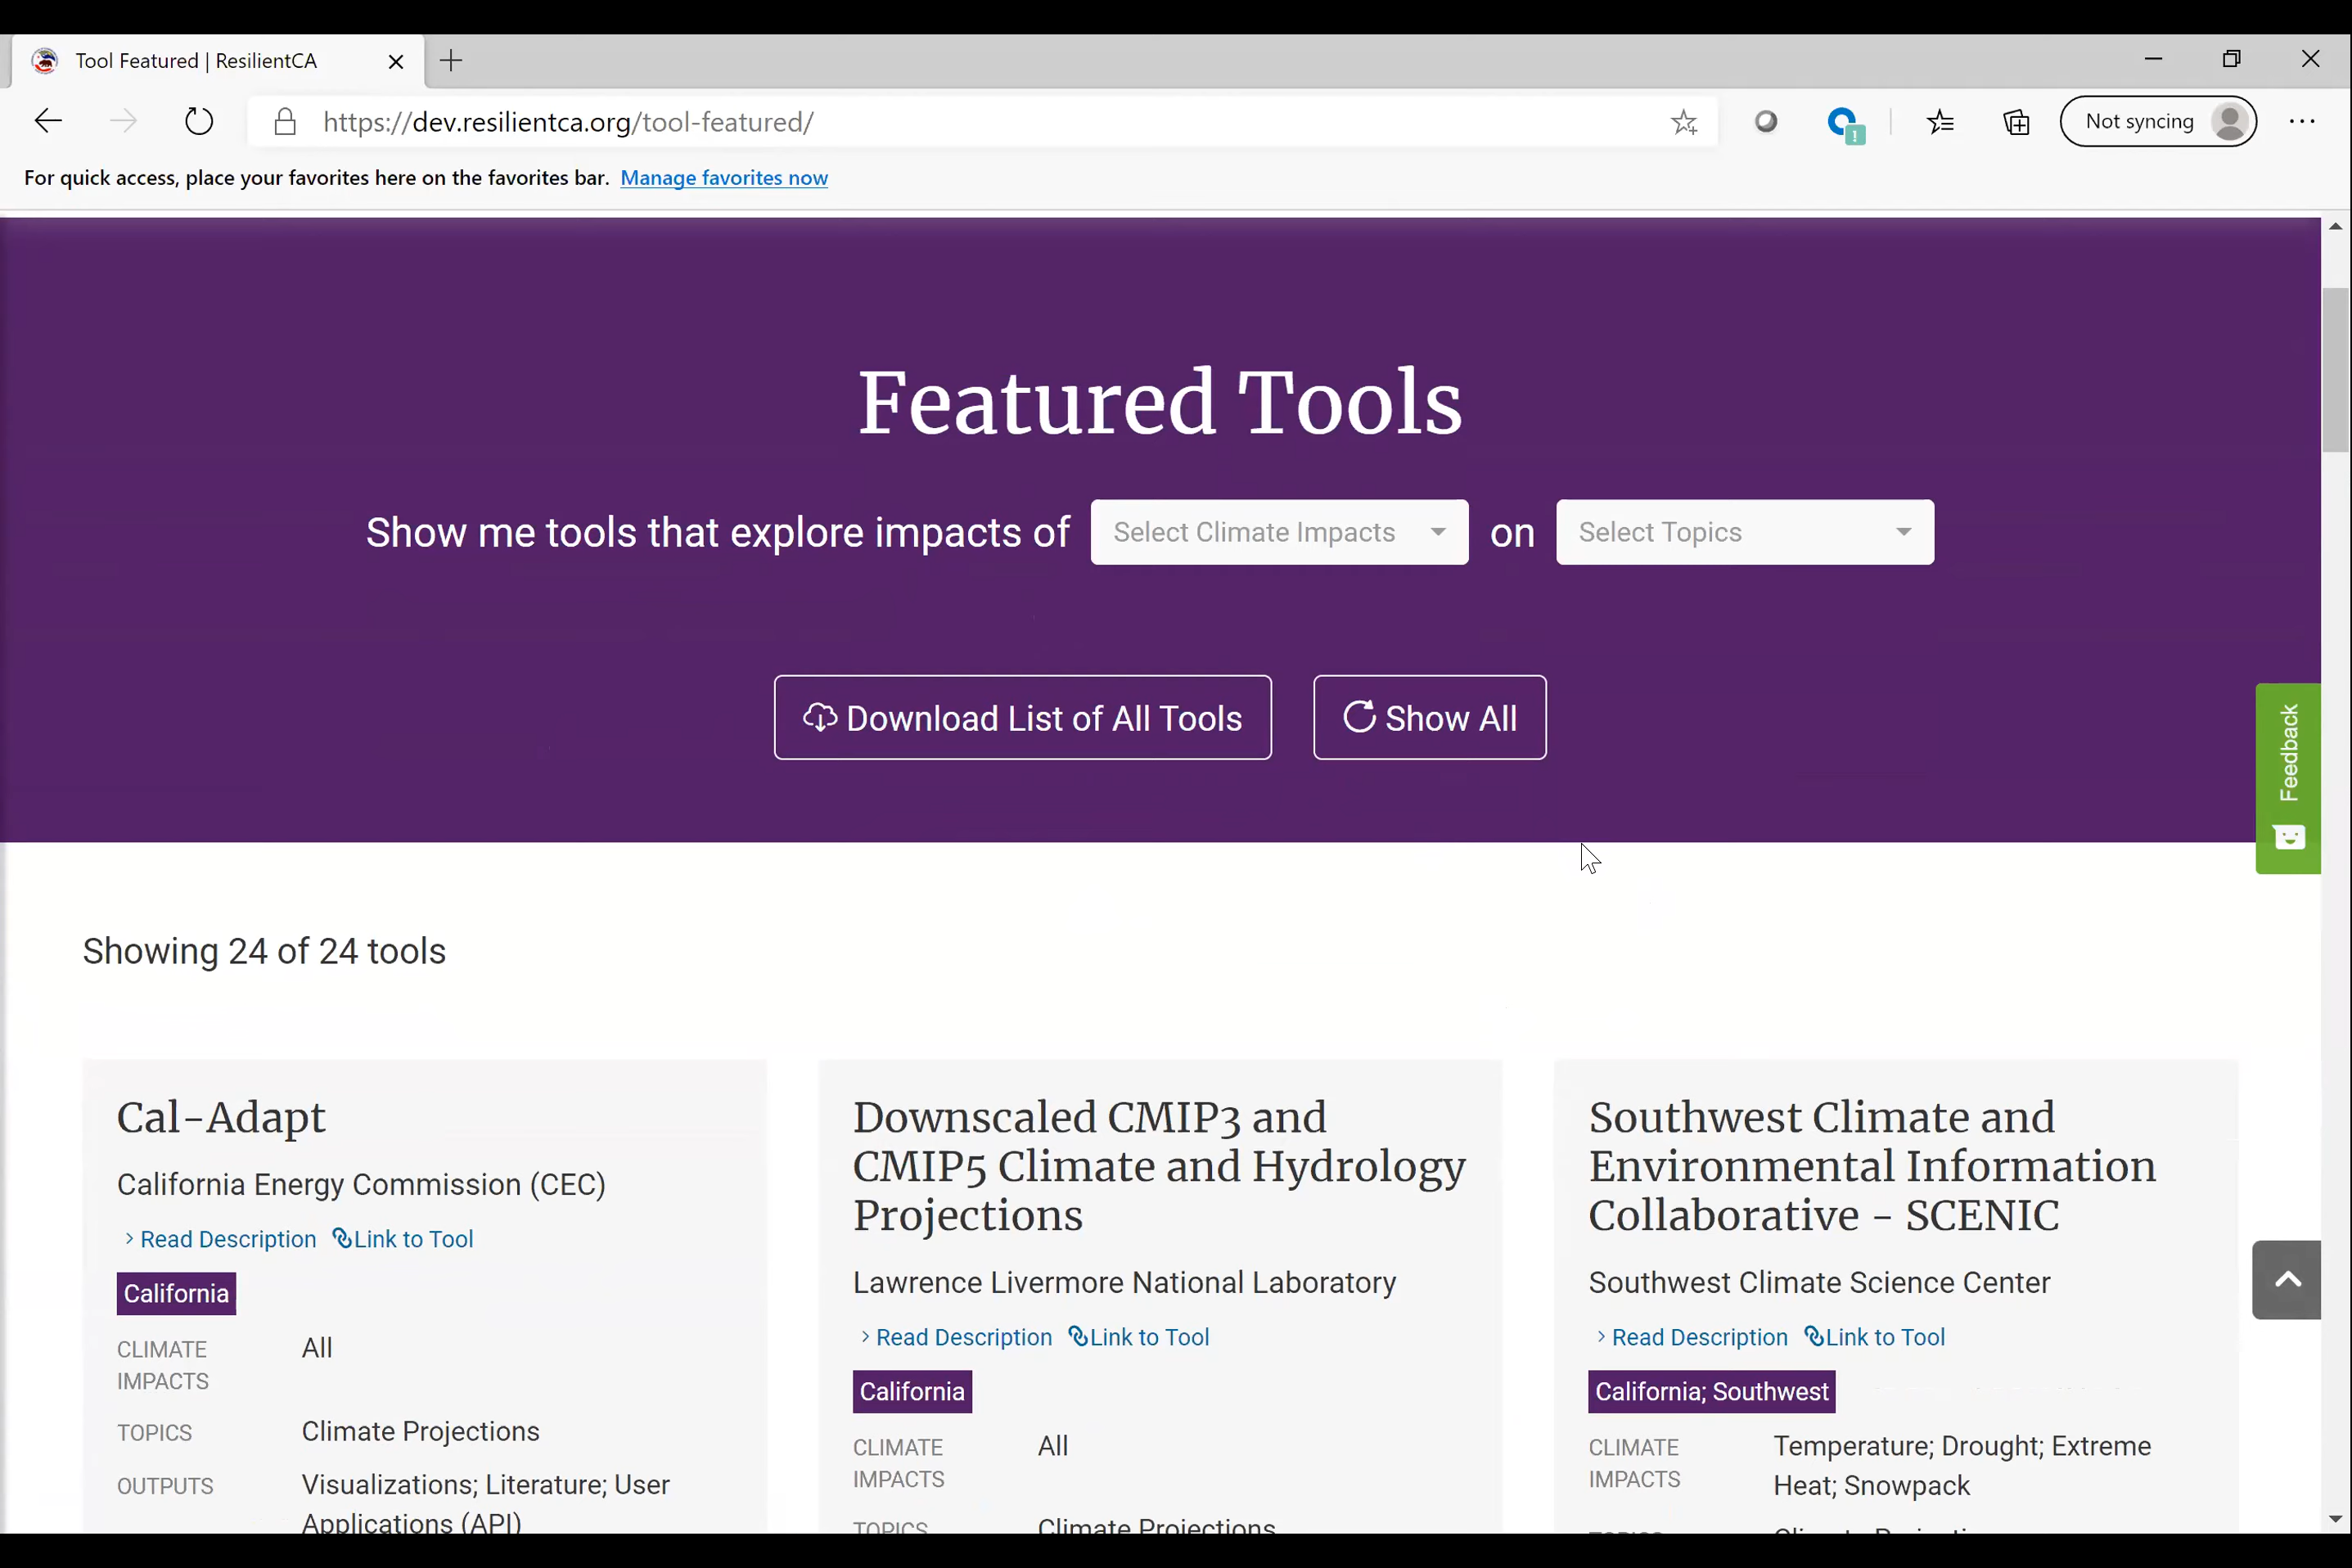 Tool Featured | ResilientCA
https://dev.resilientca.org/tool-featured/
Not syncing
For quick access, place your favorites here on the favorites bar. Manage favorites now
Featured Tools
Show me tools that explore impacts of Select Climate Impacts on Select Topics
Download List of All Tools Show All
Feedback
Showing 24 of 24 tools
Cal-Adapt
California Energy Commission (CEC)
Read Description Link to Tool
California
CLIMATE IMPACTS All
TOPICS Climate Projections
OUTPUTS Visualizations; Literature; User
Applications (API)
Downscaled CMIP3 and
CMIP5 Climate and Hydrology
Projections
Lawrence Livermore National Laboratory
Read Description Link to Tool
California
CLIMATE IMPACTS All
TOPICS Climate Projections
Southwest Climate and
Environmental Information
Collaborative - SCENIC
Southwest Climate Science Center
Read Description Link to Tool
California; Southwest
CLIMATE IMPACTS Temperature; Drought; Extreme
Heat; Snowpack